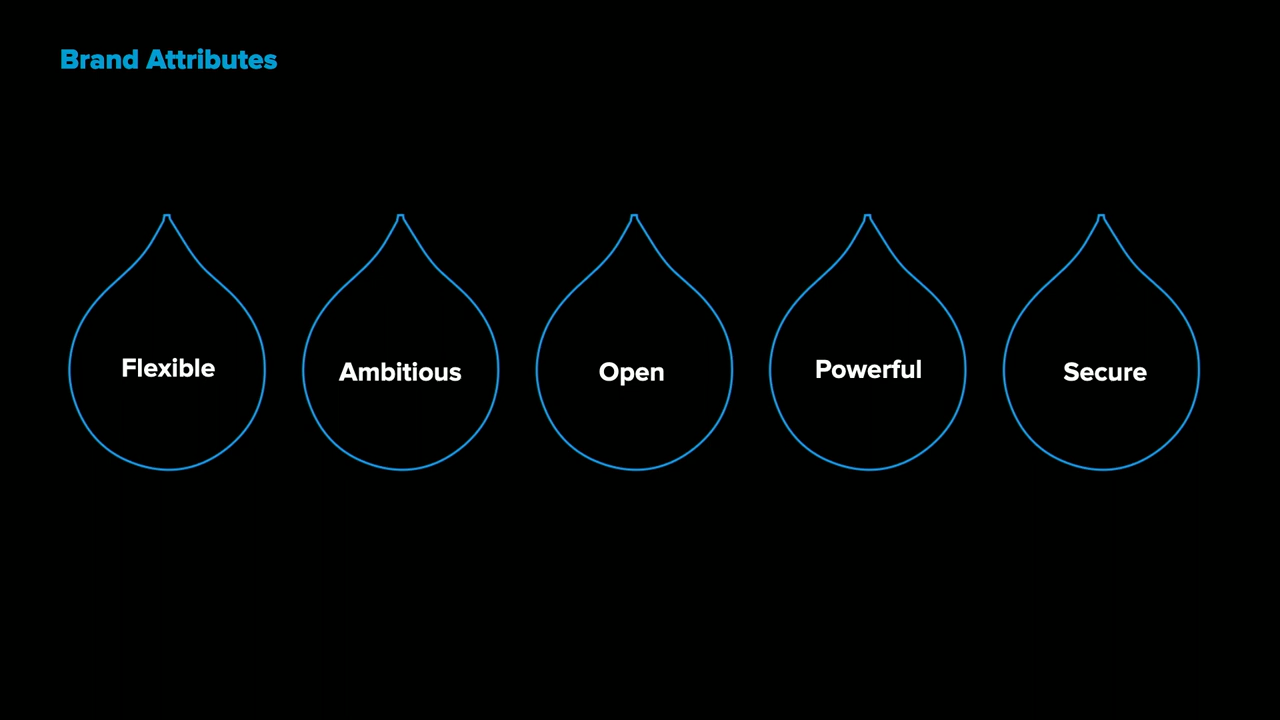 Brand Attributes
Flexible
Ambitious
Open
Powerful
Secure